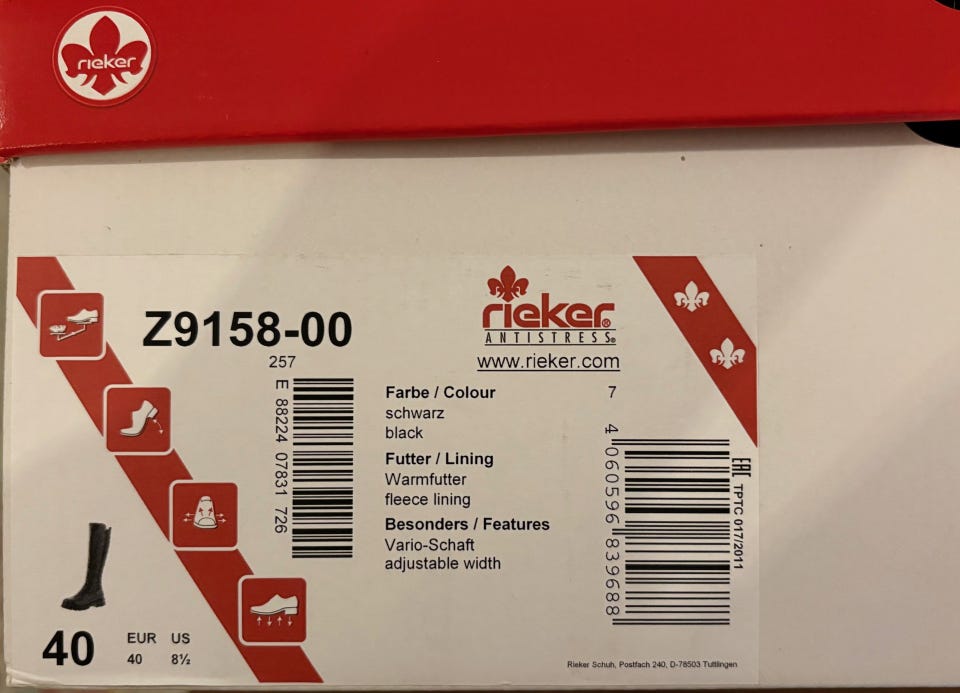 rieker
Z9158-00
257
rieker®
ANTISTRESS®
www.rieker.com
E 88224 07831 726
Farbe / Colour
schwarz
black
Futter / Lining
Warmfutter
fleece lining
Besonders / Features
Vario-Schaft
adjustable width
7
4 060596 839688
EAC TPTC 017/2011
40
EUR US
40 8½
Rieker Schuh, Postfach 240, D-78503 Tuttlingen